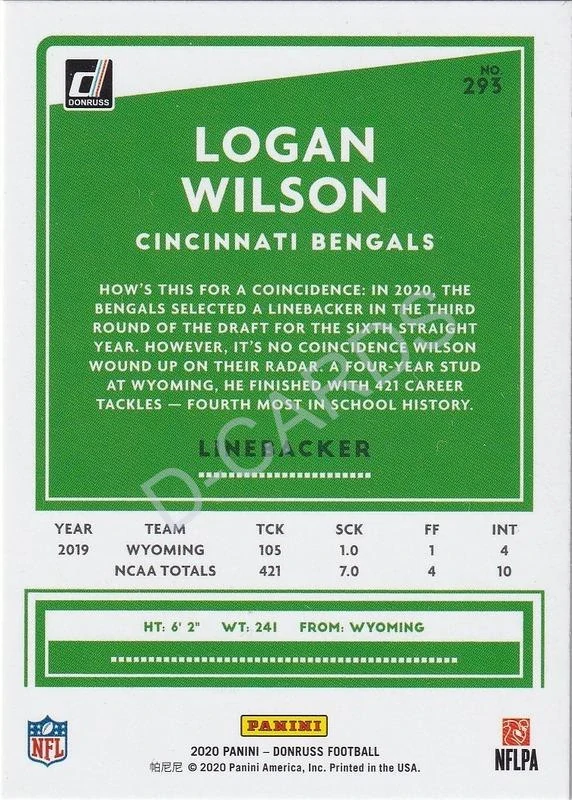 DONRUSS
NO.
293
LOGAN
WILSON
CINCINNATI BENGALS
HOW'S THIS FOR A COINCIDENCE: IN 2020, THE
BENGALS SELECTED A LINEBACKER IN THE THIRD
ROUND OF THE DRAFT FOR THE SIXTH STRAIGHT
YEAR. HOWEVER, IT'S NO COINCIDENCE WILSON
WOUND UP ON THEIR RADAR. A FOUR-YEAR STUD
AT WYOMING, HE FINISHED WITH 421 CAREER
TACKLES — FOURTH MOST IN SCHOOL HISTORY.
D-CARDS
LINEBACKER
YEAR TEAM TCK SCK FF INT
2019 WYOMING 105 1.0 1 4
NCAA TOTALS 421 7.0 4 10
HT: 6' 2" WT: 241 FROM: WYOMING
NFL
PANINI
NFLPA
2020 PANINI – DONRUSS FOOTBALL
帕尼尼 © 2020 Panini America, Inc. Printed in the USA.